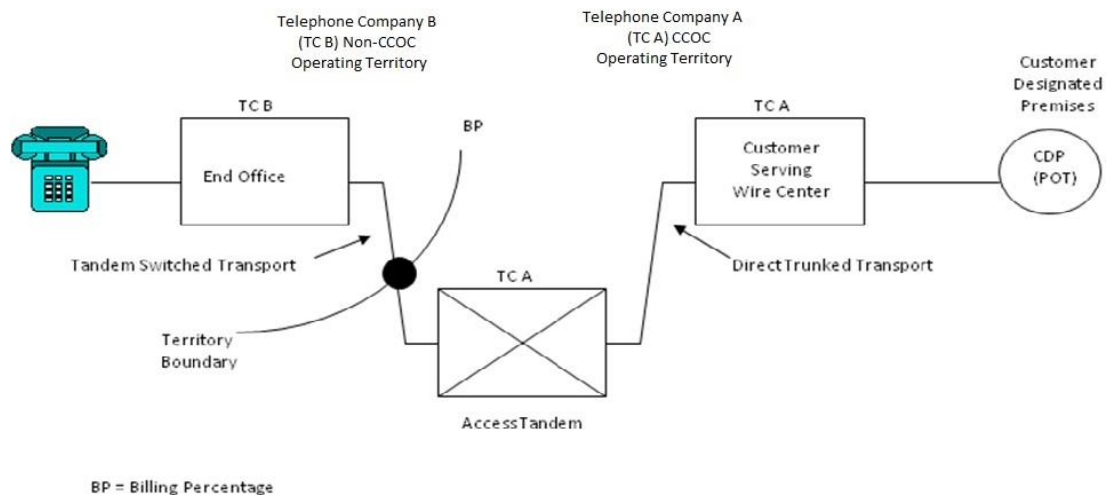 Telephone Company B
(TC B) Non-CCOC
Operating Territory
Telephone Company A
(TC A) CCOC
Operating Territory
Customer
Designated
Premises
TC B
BP
TC A
End Office
Customer
Serving
Wire Center
CDP
(POT)
Tandem Switched Transport
TC A
Direct Trunked Transport
Territory
Boundary
AccessTandem
BP = Billing Percentage